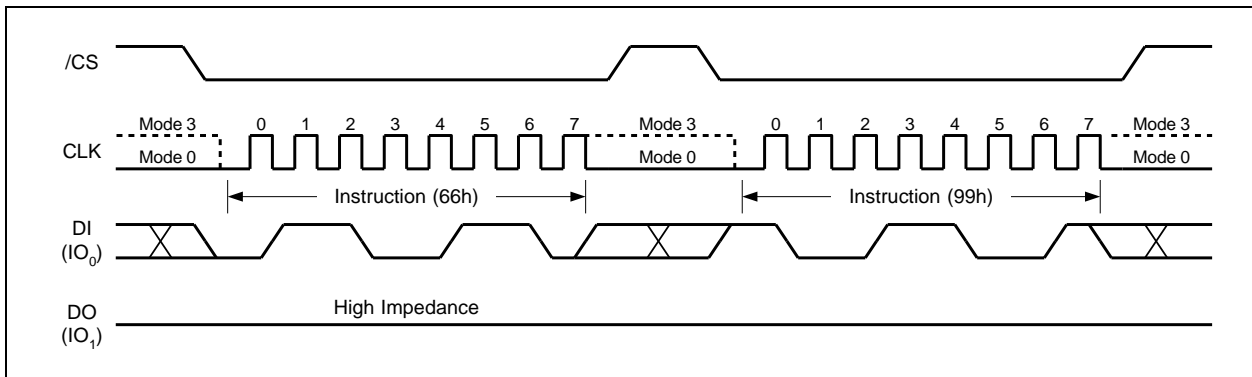 /CS
Mode 3 0 1 2 3 4 5 6 7 Mode 3 0 1 2 3 4 5 6 7 Mode 3
CLK Mode 0 Mode 0 Mode 0
Instruction (66h) Instruction (99h)
DI
(IO0)
High Impedance
DO
(IO1)